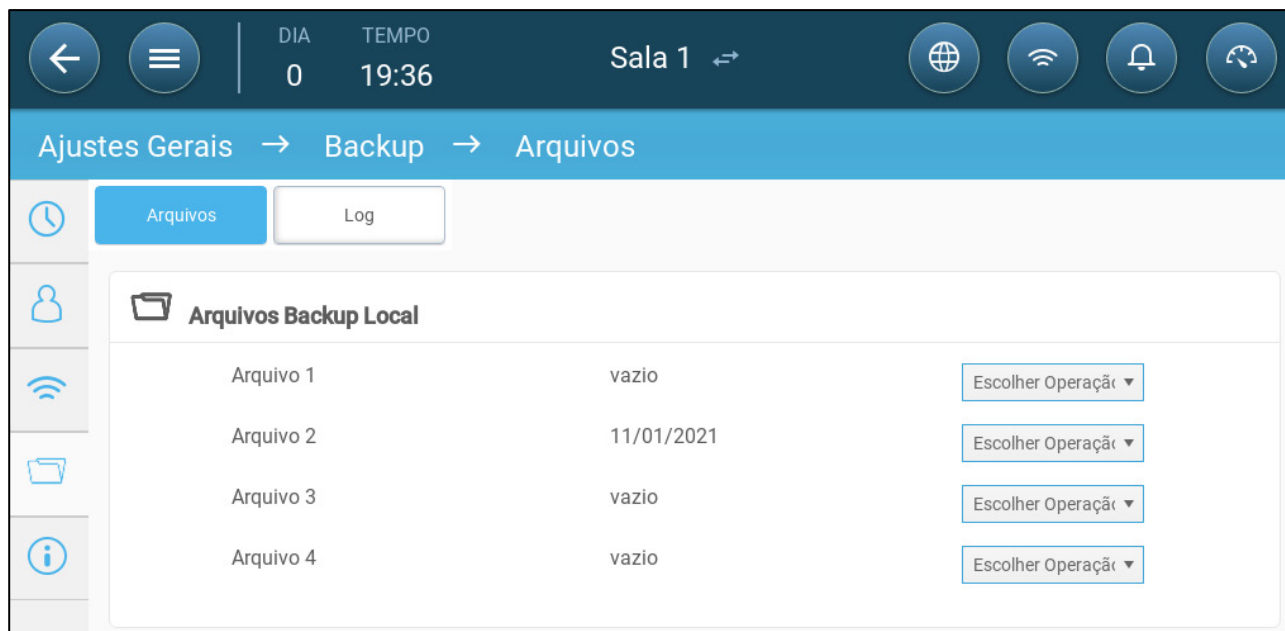 DIA TEMPO
0 19:36 Sala 1
Ajustes Gerais → Backup → Arquivos
Arquivos Log
Arquivos Backup Local
Arquivo 1 vazio Escolher Operaçã
Arquivo 2 11/01/2021 Escolher Operaçã
Arquivo 3 vazio Escolher Operaçã
Arquivo 4 vazio Escolher Operaçã